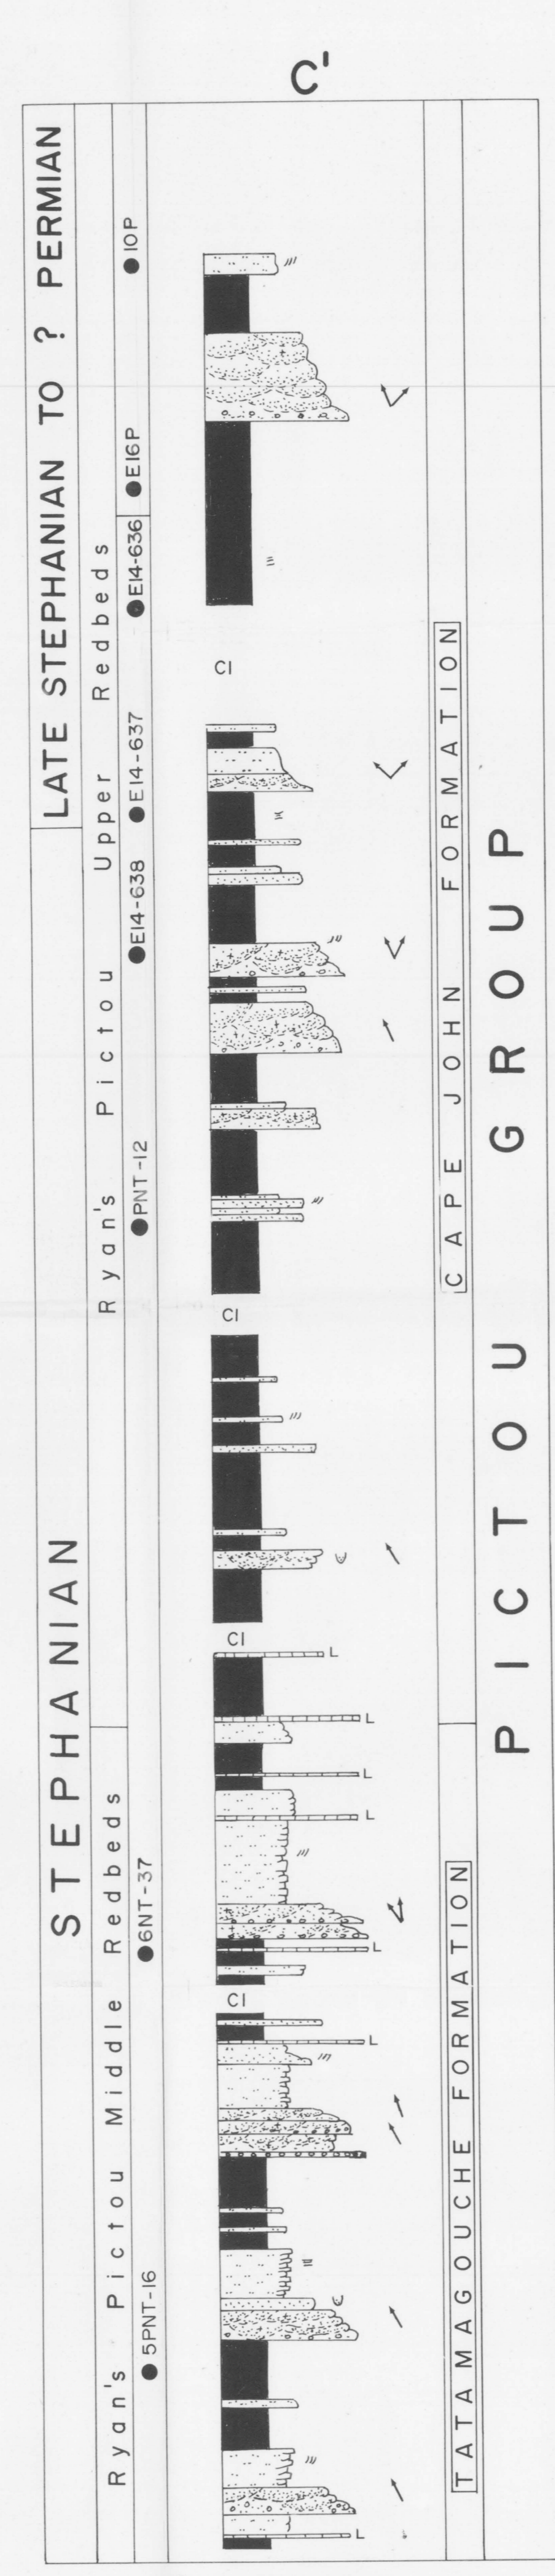 C'
LATE STEPHANIAN TO ? PERMIAN
STEPHANIAN
Ryan's Pictou Upper Redbeds
Ryan's Pictou Middle Redbeds
10P
E16P
E14-636
E14-637
E14-638
PNT-12
6NT-37
5PNT-16
CI
CI
CI
L
L
L
L
L
CI
L
L
CAPE JOHN FORMATION
TATAMAGOUCHE FORMATION
PICTOU GROUP